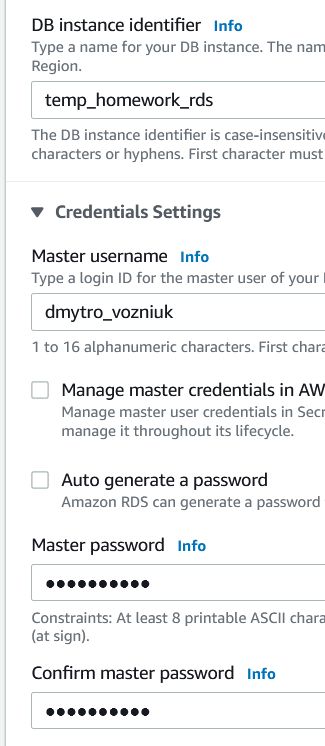 DB instance identifier Info
Type a name for your DB instance. The nam
Region.
temp_homework_rds
The DB instance identifier is case-insensitiv
characters or hyphens. First character must
Credentials Settings
Master username Info
Type a login ID for the master user of your
dmytro_vozniuk
1 to 16 alphanumeric characters. First chara
Manage master credentials in AW
Manage master user credentials in Secr
manage it throughout its lifecycle.
Auto generate a password
Amazon RDS can generate a password
Master password Info
••••••••••
Constraints: At least 8 printable ASCII chara
(at sign).
Confirm master password Info
••••••••••